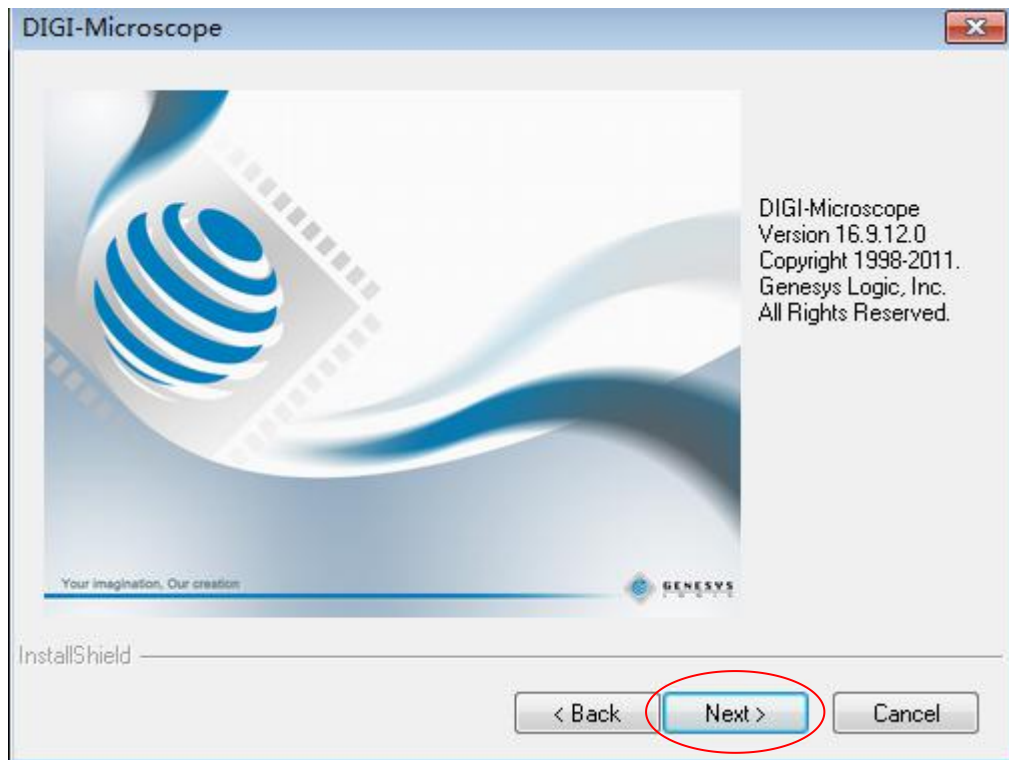 DIGI-Microscope
DIGI-Microscope
Version 16.9.12.0
Copyright 1998-2011.
Genesys Logic, Inc.
All Rights Reserved.
Your imagination, Our creation
GENESYS
LOGIC
InstallShield
< Back
Next >
Cancel